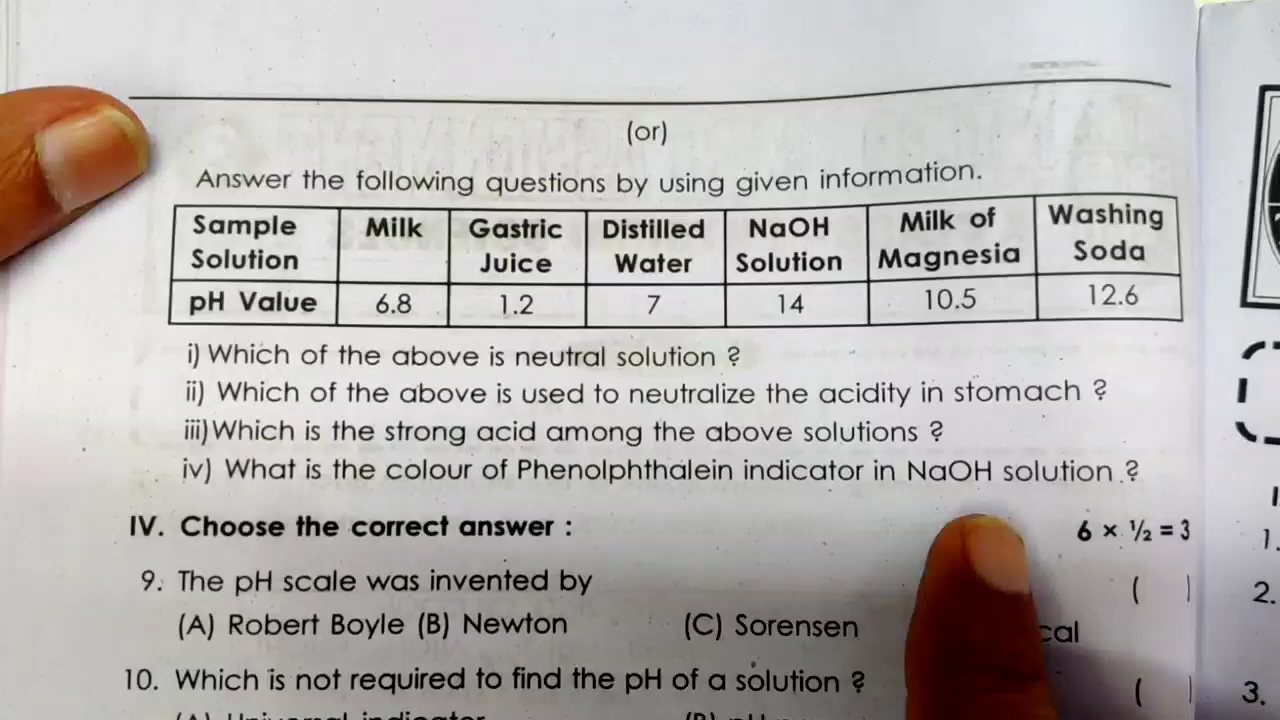 (or)
Answer the following questions by using given information.
Sample Solution Milk Gastric Juice Distilled Water NaOH Solution Milk of Magnesia Washing Soda
pH Value 6.8 1.2 7 14 10.5 12.6
i) Which of the above is neutral solution ?
ii) Which of the above is used to neutralize the acidity in stomach ?
iii) Which is the strong acid among the above solutions ?
iv) What is the colour of Phenolphthalein indicator in NaOH solution ?
IV. Choose the correct answer : 6 × ½ = 3
9. The pH scale was invented by ( )
(A) Robert Boyle (B) Newton (C) Sorensen
10. Which is not required to find the pH of a solution ? ( )
1.
2.
3.